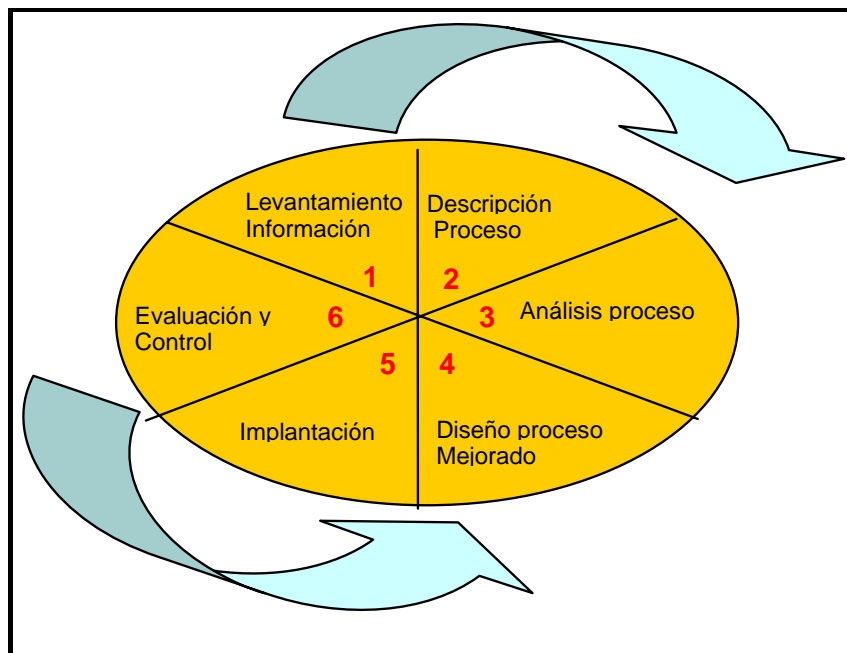 Levantamiento
Información
1
Descripción
Proceso
2
3
Análisis proceso
4
Diseño proceso
Mejorado
5
Implantación
6
Evaluación y
Control